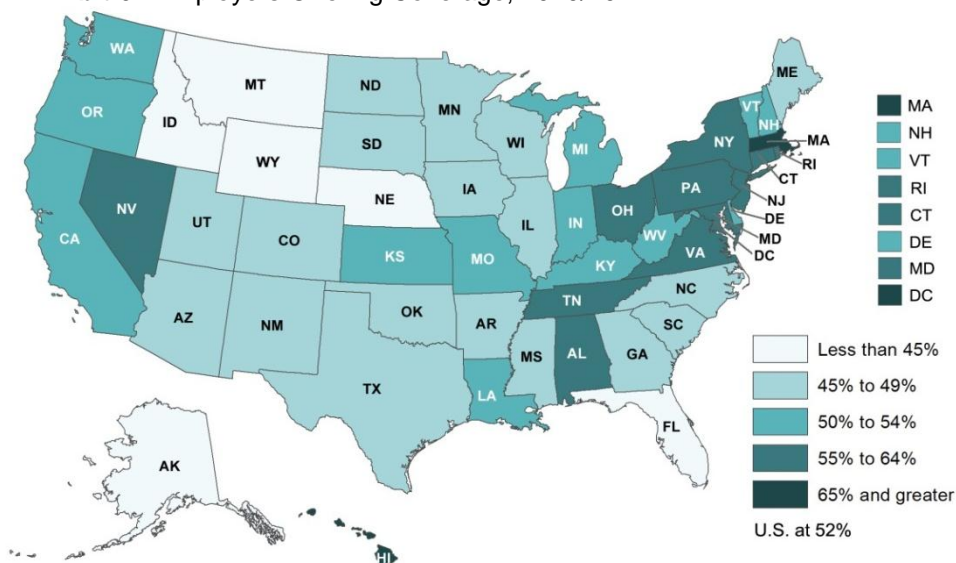 WA
MT
ND
MN
ME
OR
ID
SD
WI
MI
VT
NH
NY
MA
RI
CT
WY
IA
PA
NJ
NV
NE
IL
IN
OH
DE
MD
DC
UT
CO
KS
MO
WV
VA
CA
KY
AZ
NM
OK
AR
TN
NC
SC
TX
LA
MS
AL
GA
FL
AK
HI
MA
NH
VT
RI
CT
DE
MD
DC
Less than 45%
45% to 49%
50% to 54%
55% to 64%
65% and greater
U.S. at 52%